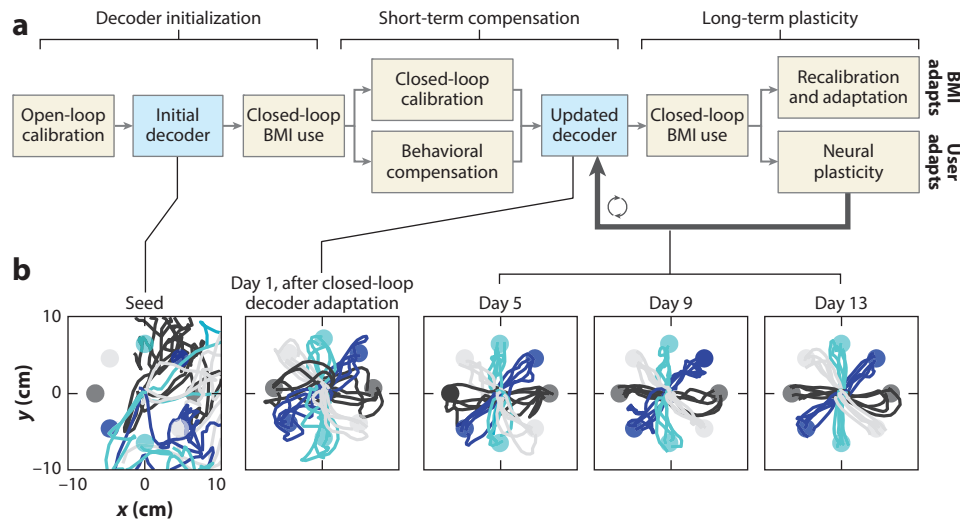 a
Decoder initialization
Short-term compensation
Long-term plasticity
Open-loop
calibration
Initial
decoder
Closed-loop
BMI use
Closed-loop
calibration
Behavioral
compensation
Updated
decoder
Closed-loop
BMI use
Recalibration
and adaptation
Neural
plasticity
BMI
adapts
User
adapts
b
Seed
Day 1, after closed-loop
decoder adaptation
Day 5
Day 9
Day 13
10
0
–10
y (cm)
–10
0
10
x (cm)